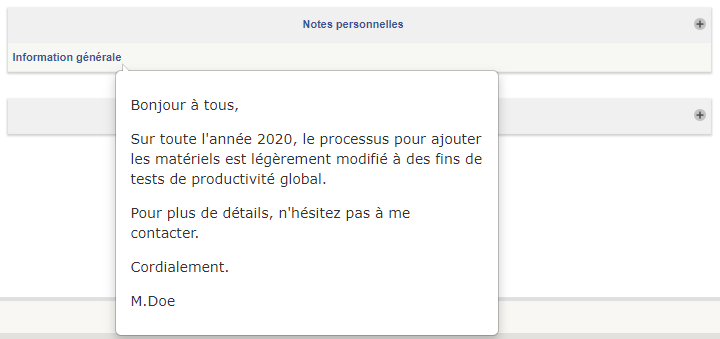 Notes personnelles
Information générale
Bonjour à tous,
Sur toute l'année 2020, le processus pour ajouter
les matériels est légèrement modifié à des fins de
tests de productivité global.
Pour plus de détails, n'hésitez pas à me
contacter.
Cordialement.
M.Doe